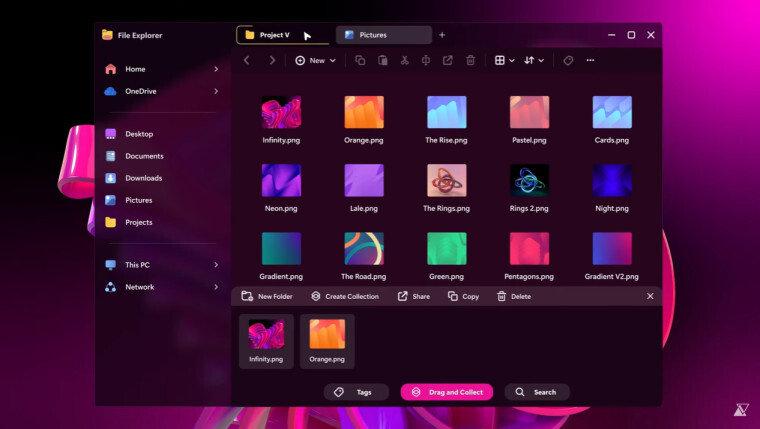 File Explorer
Project V
Pictures
New
Home
OneDrive
Desktop
Documents
Downloads
Pictures
Projects
This PC
Network
Infinity.png
Orange.png
The Rise.png
Pastel.png
Cards.png
Neon.png
Lale.png
The Rings.png
Rings 2.png
Night.png
Gradient.png
The Road.png
Green.png
Pentagons.png
Gradient V2.png
New Folder
Create Collection
Share
Copy
Delete
Infinity.png
Orange.png
Tags
Drag and Collect
Search